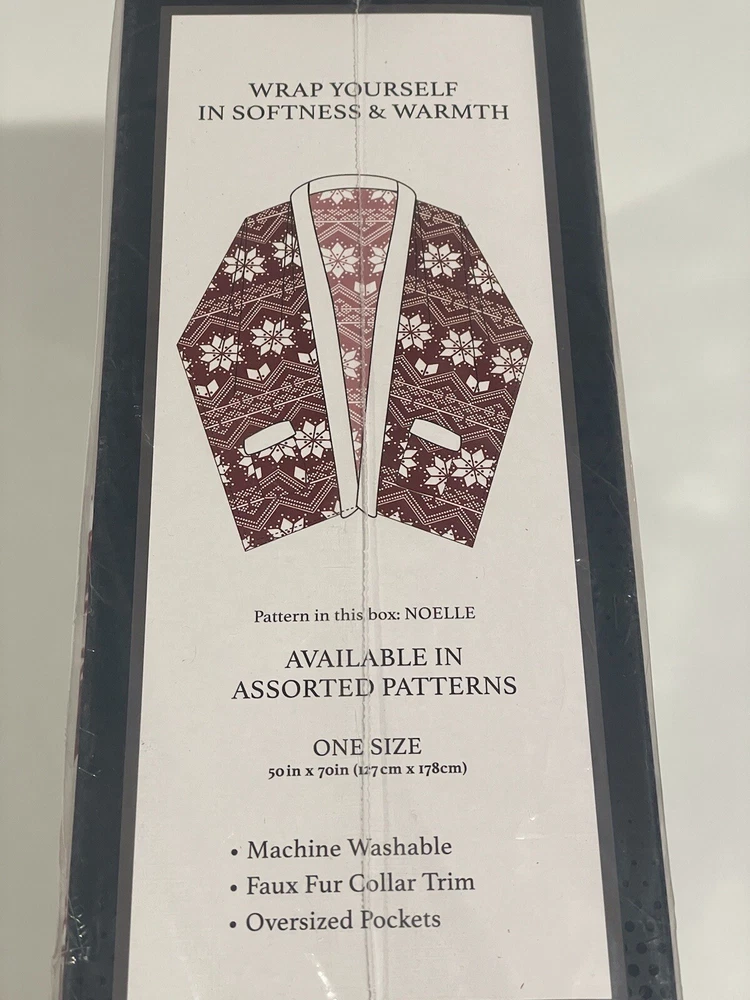 WRAP YOURSELF
IN SOFTNESS & WARMTH
Pattern in this box: NOELLE
AVAILABLE IN
ASSORTED PATTERNS
ONE SIZE
50in x 70in (127cm x 178cm)
• Machine Washable
• Faux Fur Collar Trim
• Oversized Pockets